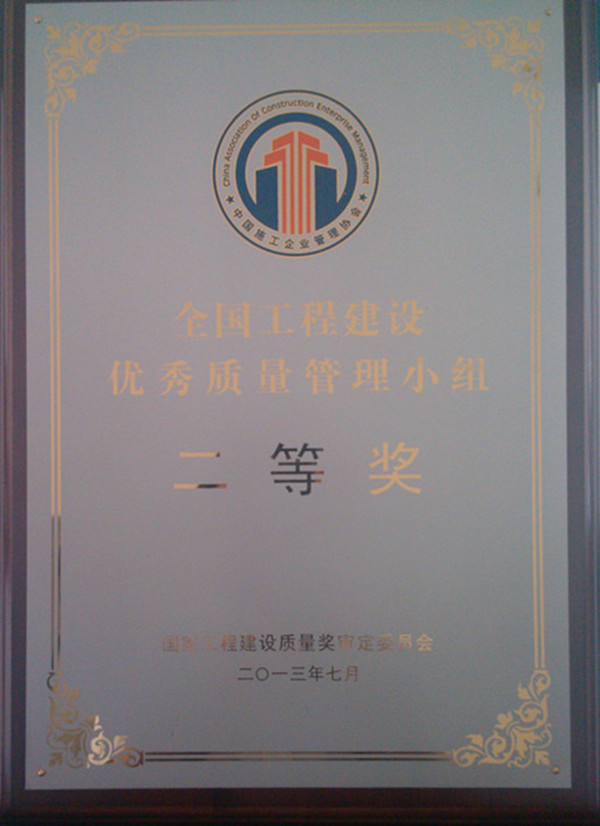 China Association Of Construction Enterprise Management
★中国施工企业管理协会★
全国工程建设
优秀质量管理小组
二等奖
国家工程建设质量奖审定委员会
二〇一三年七月